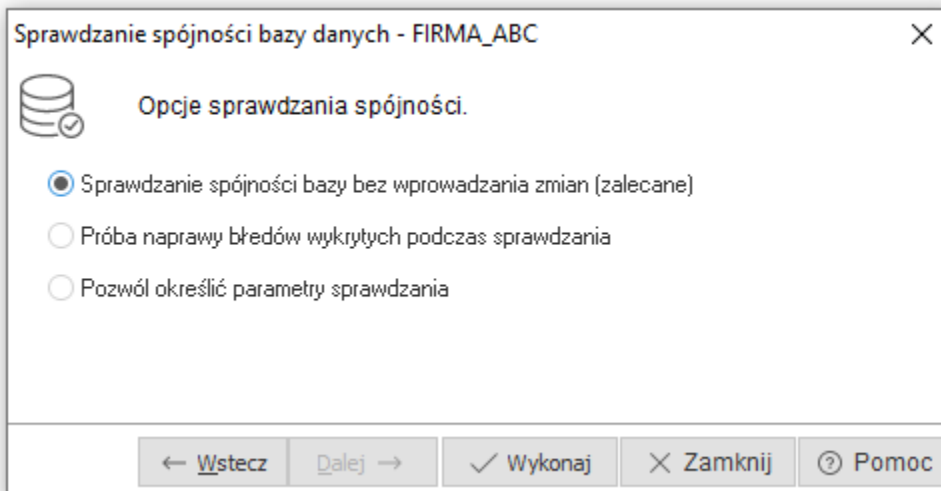 Sprawdzanie spójności bazy danych - FIRMA_ABC
Opcje sprawdzania spójności.
Sprawdzanie spójności bazy bez wprowadzania zmian (zalecane)
Próba naprawy błedów wykrytych podczas sprawdzania
Pozwól określić parametry sprawdzania
← Wstecz Dalej → Wykonaj Zamknij Pomoc